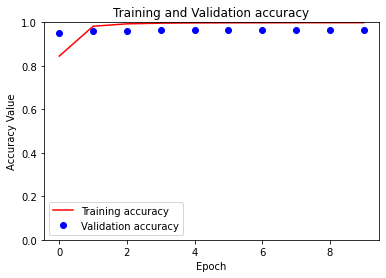 Training and Validation accuracy
Accuracy Value
1.0
0.8
0.6
0.4
0.2
0.0
Training accuracy
Validation accuracy
0 2 4 6 8
Epoch